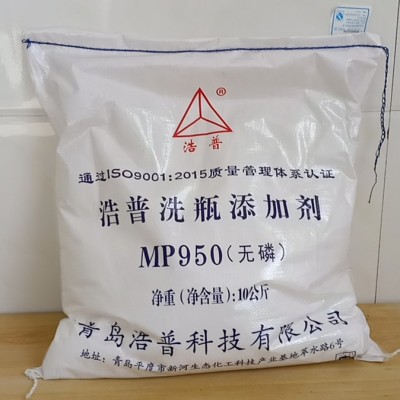 ®
浩普
通过ISO9001:2015质量管理体系认证
浩普洗瓶添加剂
MP950(无磷)
净重(净含量):10公斤
青岛浩普科技有限公司
地址:青岛平度市新河生态化工科技产业基地萃水路6号